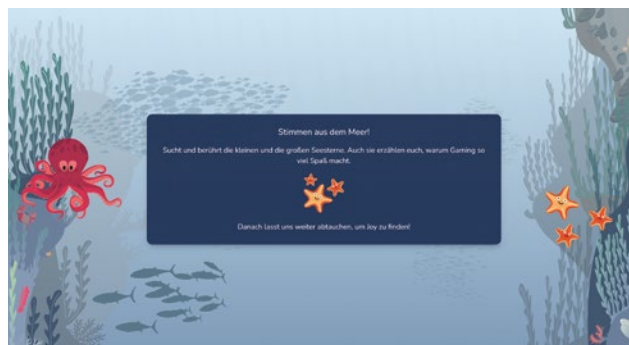 Stimmen aus dem Meer!
Sucht und berührt die kleinen und die großen Seesterne. Auch sie erzählen euch, warum Gaming so
viel Spaß macht.
Danach lasst uns weiter abtauchen, um Joy zu finden!